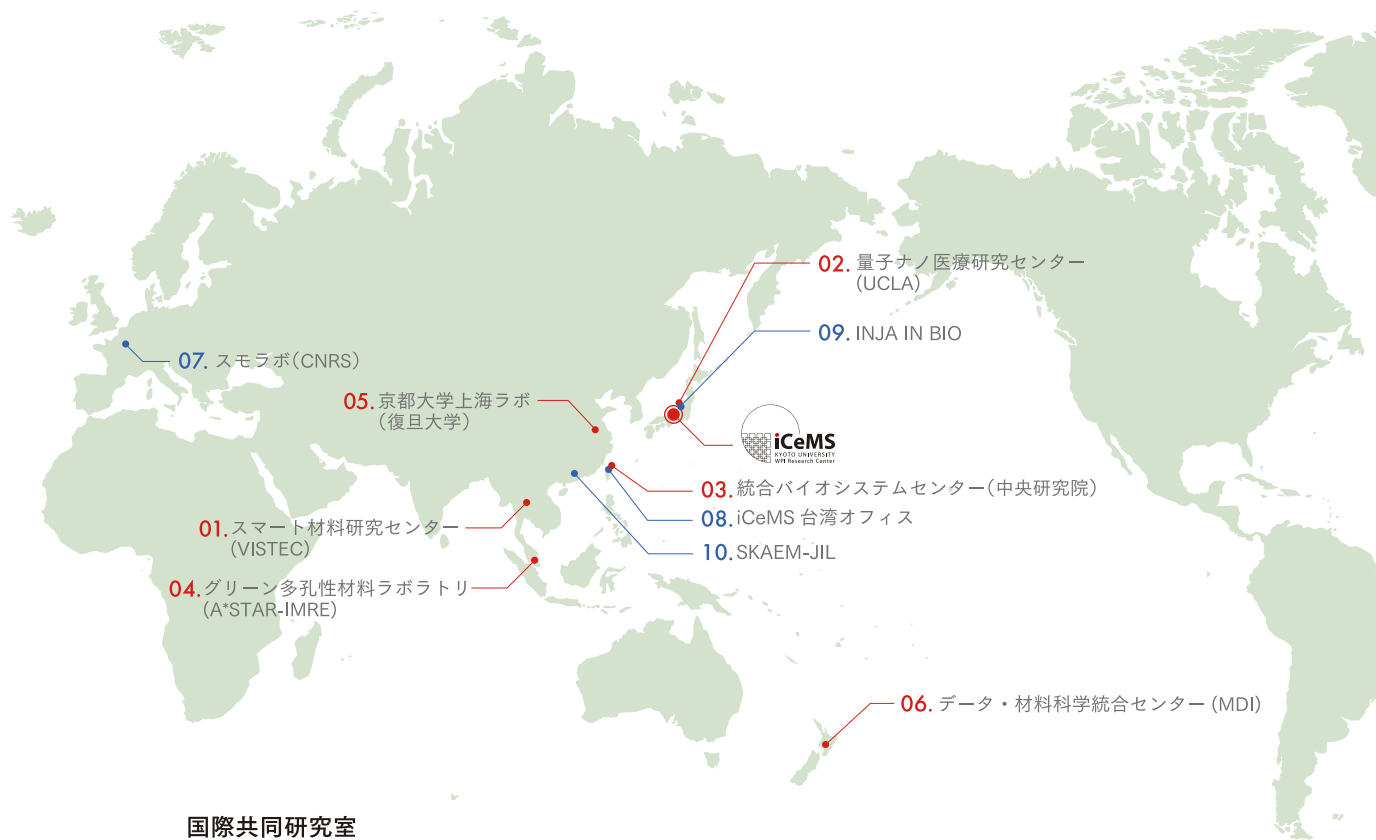 02. 量子ナノ医療研究センター
(UCLA)
09. INJA IN BIO
07. スモラボ(CNRS)
05. 京都大学上海ラボ
(復旦大学)
iCeMS
KYOTO UNIVERSITY
WPI Research Center
03. 統合バイオシステムセンター(中央研究院)
08. iCeMS 台湾オフィス
01. スマート材料研究センター
(VISTEC)
10. SKAEM-JIL
04. グリーン多孔性材料ラボラトリ
(A*STAR-IMRE)
06. データ・材料科学統合センター (MDI)
国際共同研究室